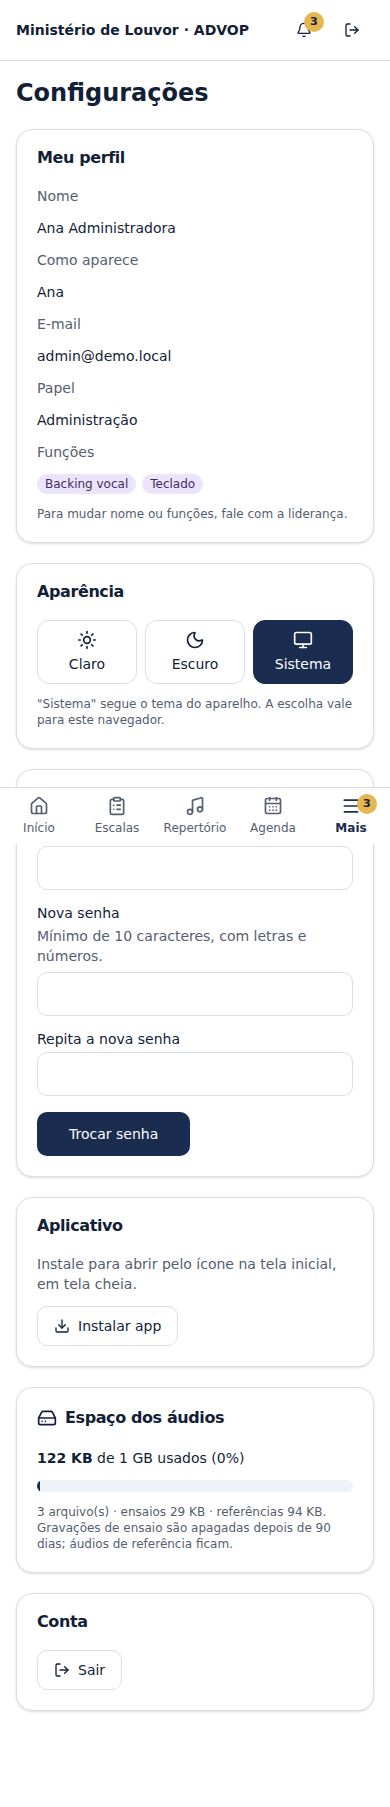 Ministério de Louvor · ADVOP
3
Configurações
Meu perfil
Nome
Ana Administradora
Como aparece
Ana
E-mail
admin@demo.local
Papel
Administração
Funções
Backing vocal Teclado
Para mudar nome ou funções, fale com a liderança.
Aparência
Claro Escuro Sistema
"Sistema" segue o tema do aparelho. A escolha vale
para este navegador.
3
Início Escalas Repertório Agenda Mais
Nova senha
Mínimo de 10 caracteres, com letras e
números.
Repita a nova senha
Trocar senha
Aplicativo
Instale para abrir pelo ícone na tela inicial,
em tela cheia.
Instalar app
Espaço dos áudios
122 KB de 1 GB usados (0%)
3 arquivo(s) · ensaios 29 KB · referências 94 KB.
Gravações de ensaio são apagadas depois de 90
dias; áudios de referência ficam.
Conta
Sair